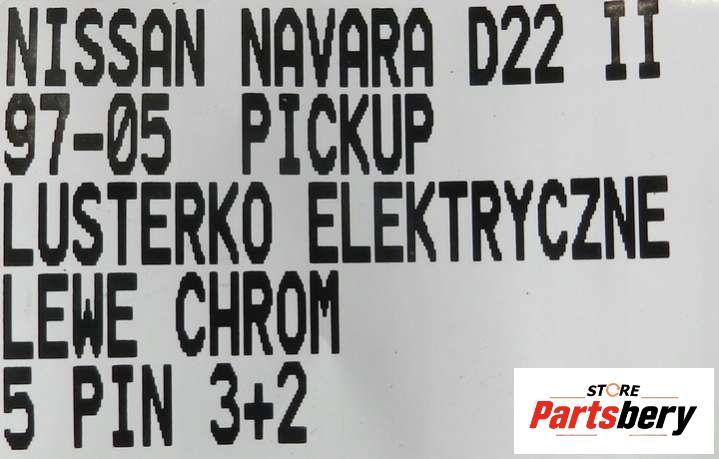 NISSAN NAVARA D22 II
97-05 PICKUP
LUSTERKO ELEKTRYCZNE
LEWE CHROM
5 PIN 3+2
STORE
Partsbery